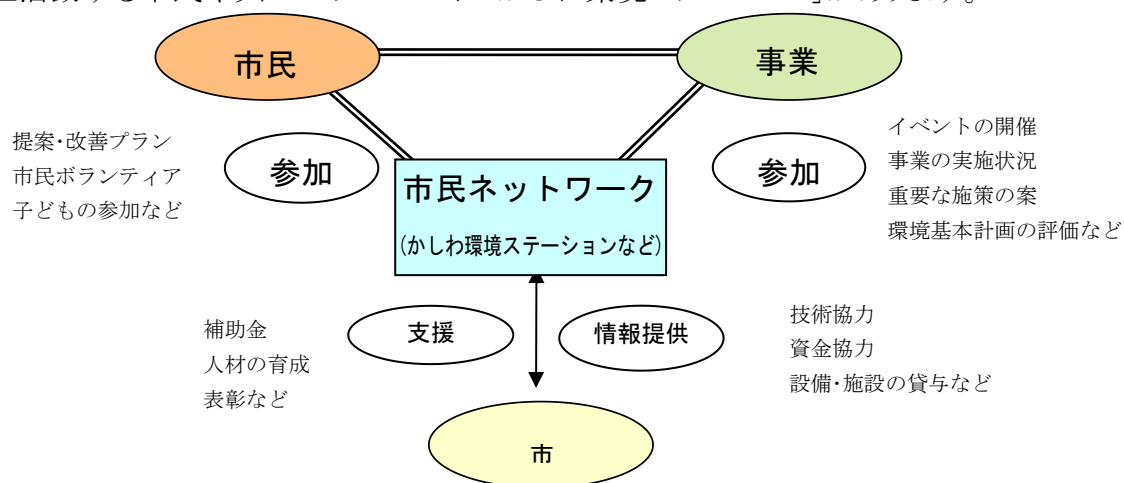 市民
事業
提案・改善プラン
市民ボランティア
子どもの参加など
参加
参加
イベントの開催
事業の実施状況
重要な施策の案
環境基本計画の評価など
市民ネットワーク
(かしわ環境ステーションなど)
補助金
人材の育成
表彰など
支援
情報提供
技術協力
資金協力
設備・施設の貸与など
市